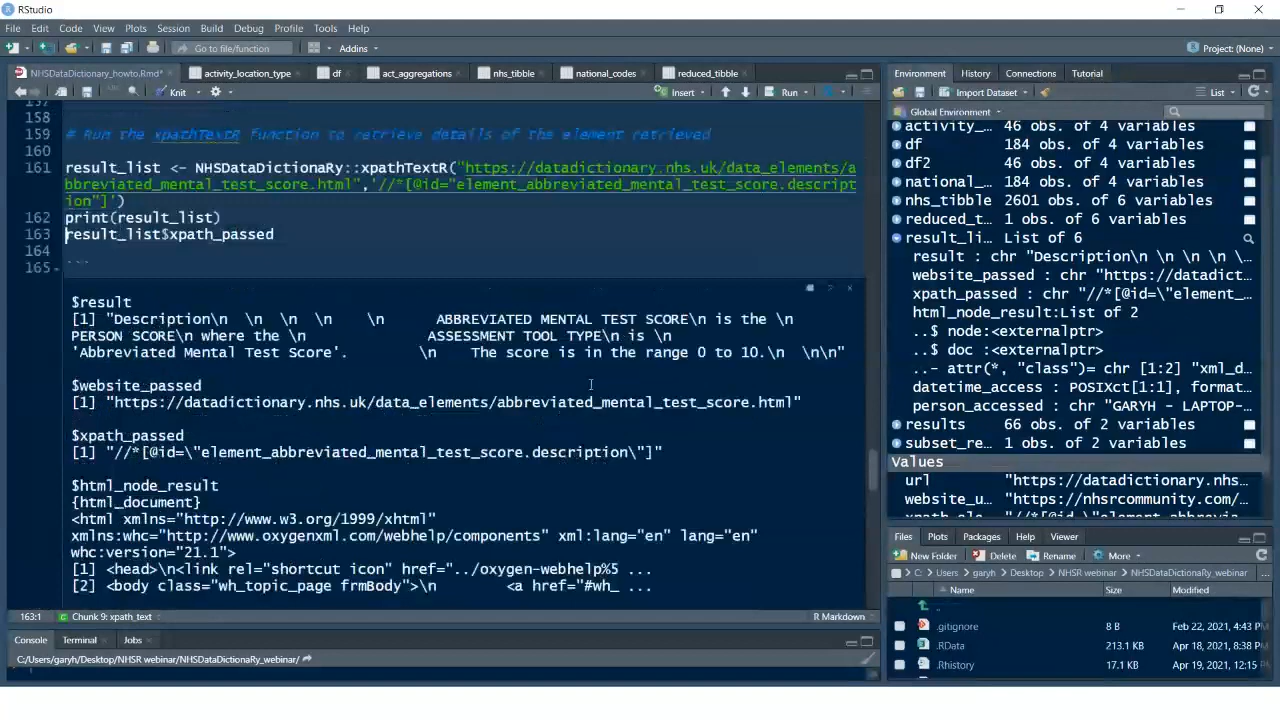 RStudio
File Edit Code View Plots Session Build Debug Profile Tools Help
Go to file/function Addins Project: (None)
NHSDataDictionary_howto.Rmd* activity_location_type df act_aggregations nhs_tibble national_codes reduced_tibble
Knit Insert Run
157
158
159 # Run the xpathTextR function to retrieve details of the element retrieved
160
161 result_list <- NHSDataDictionaRy::xpathTextR("https://datadictionary.nhs.uk/data_elements/a
bbreviated_mental_test_score.html",'//*[@id="element_abbreviated_mental_test_score.descript
ion"]')
162 print(result_list)
163 result_list$xpath_passed
164
165 ```
$result
[1] "Description\n \n \n \n \n ABBREVIATED MENTAL TEST SCORE\n is the \n
PERSON SCORE\n where the \n ASSESSMENT TOOL TYPE\n is \n
'Abbreviated Mental Test Score'. \n The score is in the range 0 to 10.\n \n\n"
$website_passed
[1] "https://datadictionary.nhs.uk/data_elements/abbreviated_mental_test_score.html"
$xpath_passed
[1] "//*[@id=\"element_abbreviated_mental_test_score.description\"]"
$html_node_result
{html_document}
<html xmlns="http://www.w3.org/1999/xhtml"
xmlns:whc="http://www.oxygenxml.com/webhelp/components" xml:lang="en" lang="en"
whc:version="21.1">
[1] <head>\n<link rel="shortcut icon" href="../oxygen-webhelp%5 ...
[2] <body class="wh_topic_page frmBody">\n <a href="#wh_ ...
163:1 Chunk 9: xpath_text R Markdown
Console Terminal Jobs
C:/Users/garyh/Desktop/NHSR webinar/NHSDataDictionaRy_webinar/
Environment History Connections Tutorial
Import Dataset List
Global Environment
activity_... 46 obs. of 4 variables
df 46 obs. of 4 variables
df2 46 obs. of 4 variables
national_... 184 obs. of 4 variables
nhs_tibble 2601 obs. of 6 variables
reduced_t... 1 obs. of 6 variables
result_li... List of 6
result : chr "Description\n \n \n \n \...
website_passed : chr "https://datadict...
xpath_passed : chr "//*[@id=\"element_...
html_node_result:List of 2
..$ node:<externalptr>
..$ doc :<externalptr>
..- attr(*, "class")= chr [1:2] "xml_d...
datetime_access : POSIXct[1:1], format...
person_accessed : chr "GARYH - LAPTOP-...
results 66 obs. of 2 variables
subset_re... 1 obs. of 2 variables
Values
url "https://datadictionary.nhs...
website_u... "https://nhsrcommunity.com/...
Files Plots Packages Help Viewer
New Folder Delete Rename More
C: Users garyh Desktop NHSR webinar NHSDataDictionaRy_webinar
Name Size Modified
..
.gitignore 8 B Feb 22, 2021, 4:43 PM
.RData 213.1 KB Apr 18, 2021, 8:38 PM
.Rhistory 17.1 KB Apr 19, 2021, 12:15